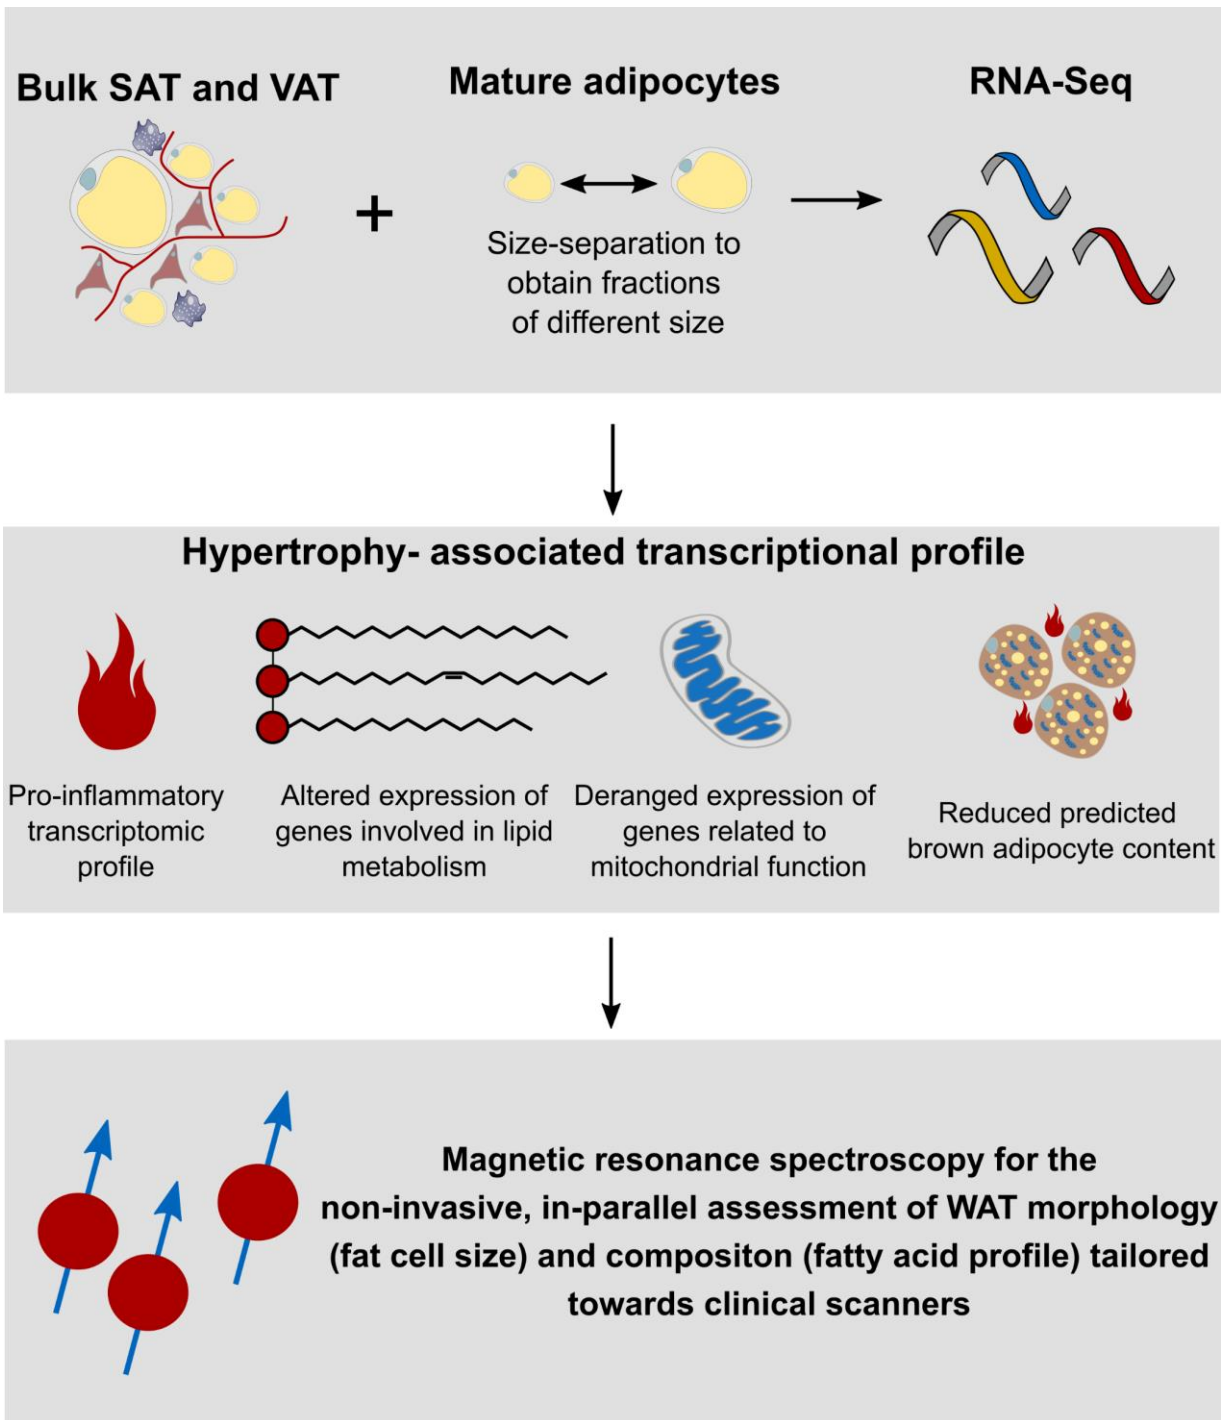 Bulk SAT and VAT
+
Mature adipocytes
Size-separation to
obtain fractions
of different size
RNA-Seq
Hypertrophy- associated transcriptional profile
Pro-inflammatory
transcriptomic
profile
Altered expression of
genes involved in lipid
metabolism
Deranged expression of
genes related to
mitochondrial function
Reduced predicted
brown adipocyte content
Magnetic resonance spectroscopy for the
non-invasive, in-parallel assessment of WAT morphology
(fat cell size) and compositon (fatty acid profile) tailored
towards clinical scanners